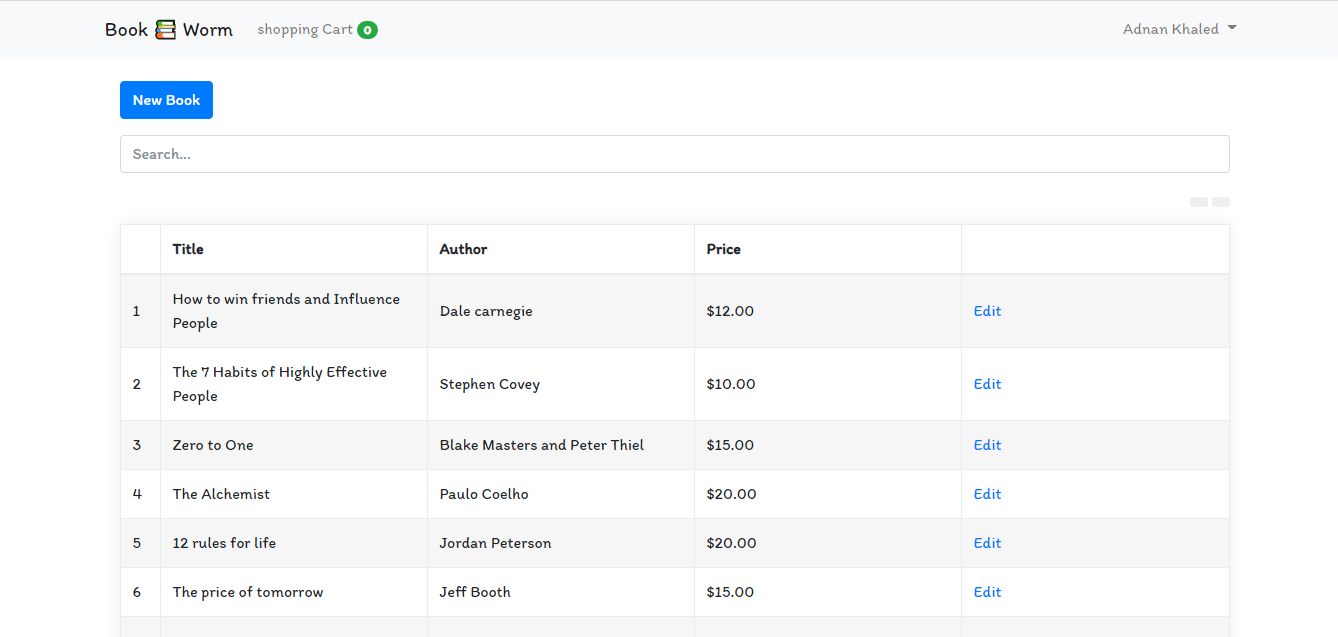 Book 📚 Worm shopping Cart 0 Adnan Khaled
New Book
Search...
Title Author Price
1 How to win friends and Influence People Dale carnegie $12.00 Edit
2 The 7 Habits of Highly Effective People Stephen Covey $10.00 Edit
3 Zero to One Blake Masters and Peter Thiel $15.00 Edit
4 The Alchemist Paulo Coelho $20.00 Edit
5 12 rules for life Jordan Peterson $20.00 Edit
6 The price of tomorrow Jeff Booth $15.00 Edit